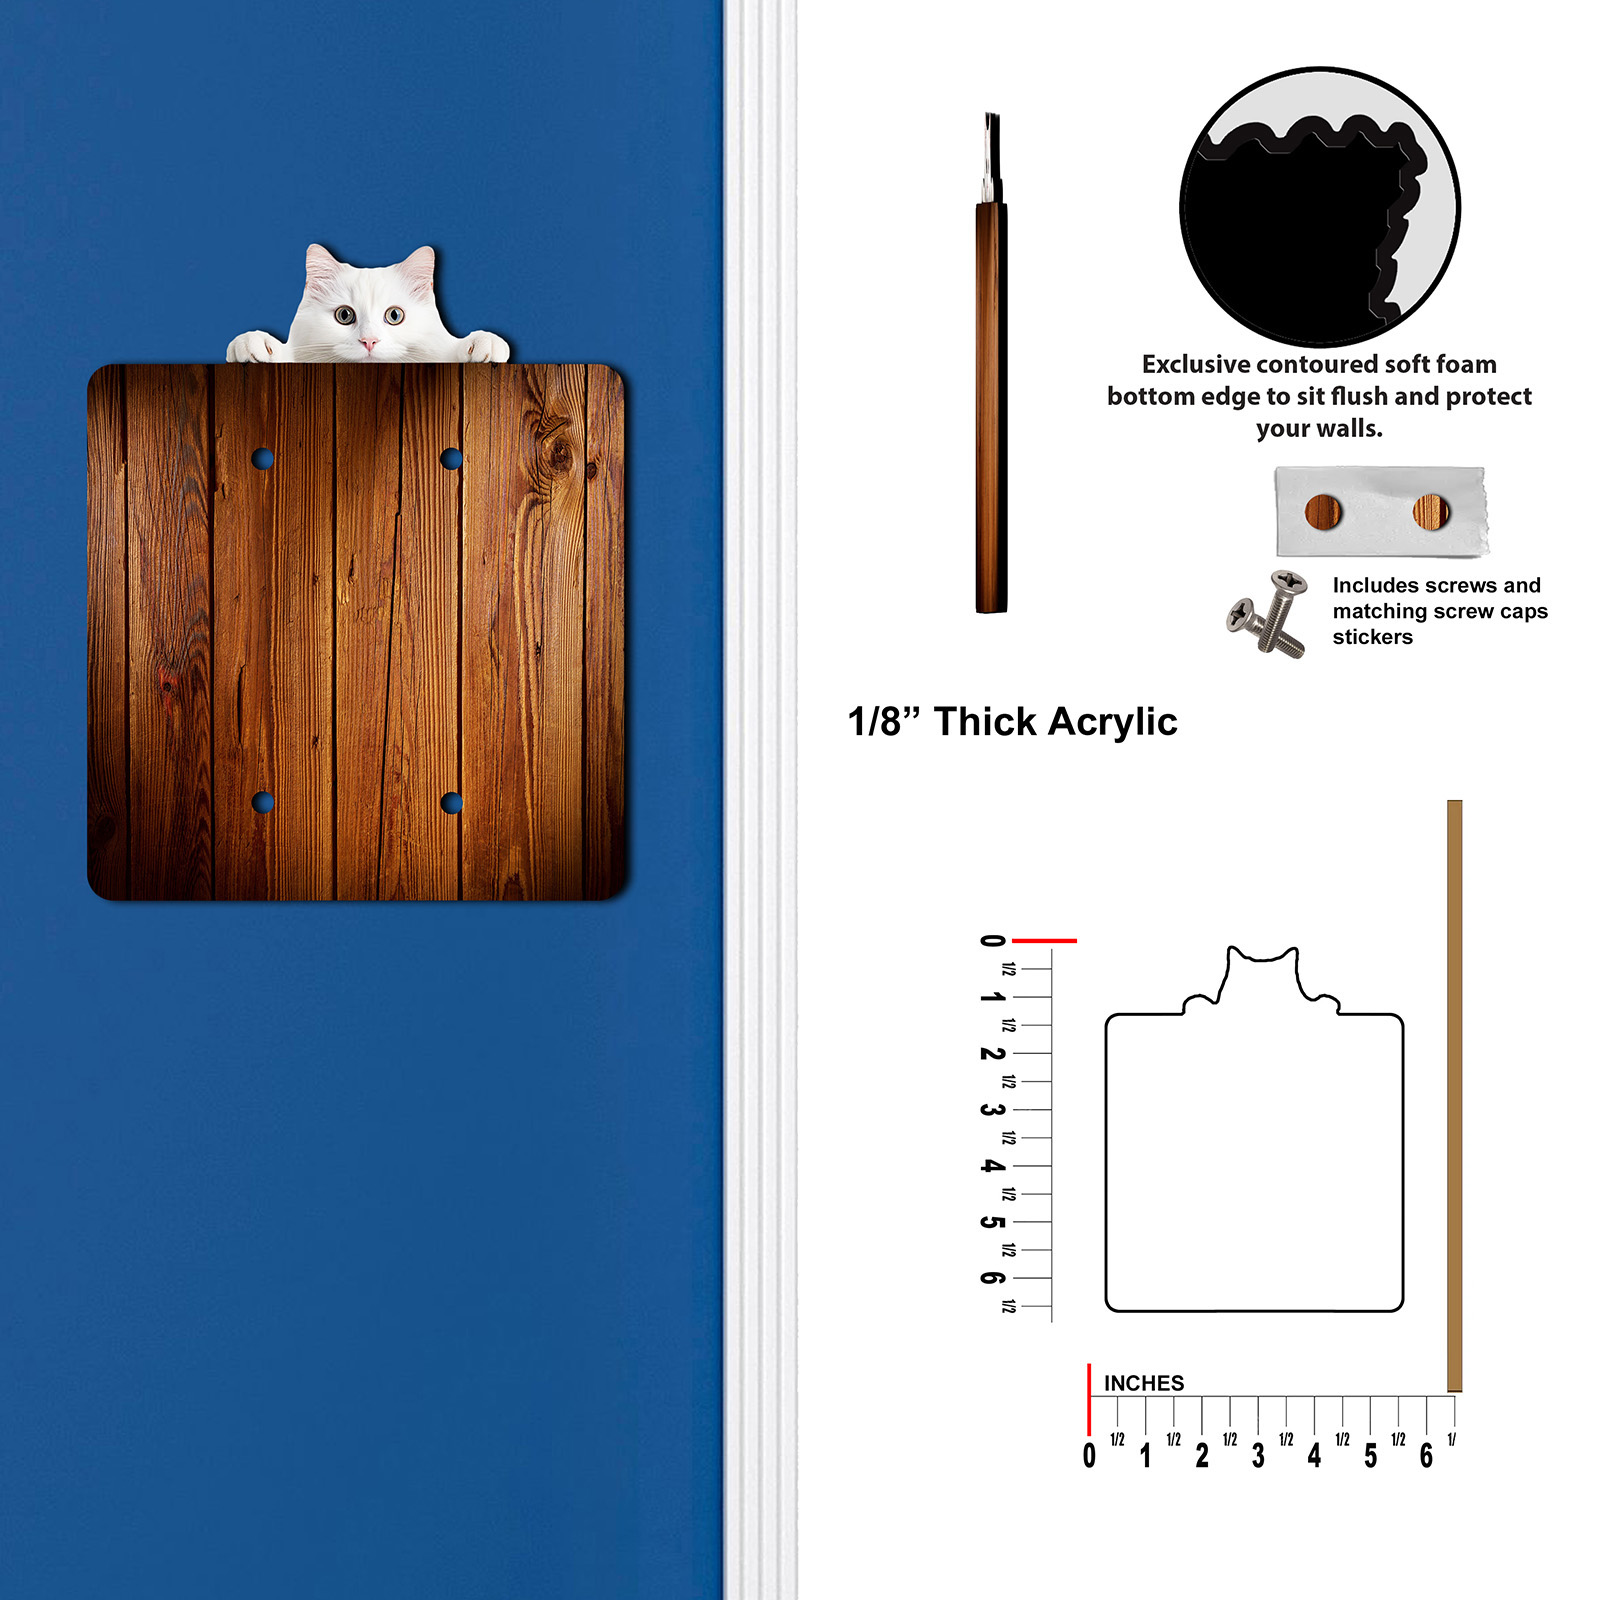 Exclusive contoured soft foam
bottom edge to sit flush and protect
your walls.
Includes screws and
matching screw caps
stickers
1/8” Thick Acrylic
0
1/2
1
1/2
2
1/2
3
1/2
4
1/2
5
1/2
6
1/2
INCHES
0 1/2 1 1/2 2 1/2 3 1/2 4 1/2 5 1/2 6 1/